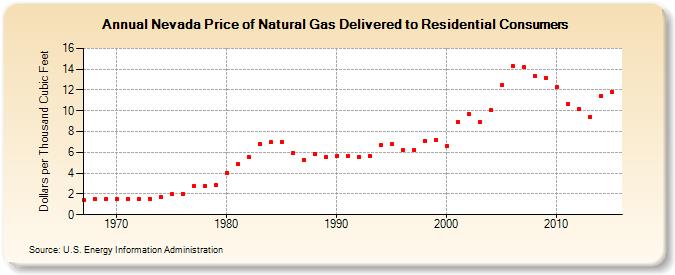 Annual Nevada Price of Natural Gas Delivered to Residential Consumers
Dollars per Thousand Cubic Feet
16
14
12
10
8
6
4
2
0
1970 1980 1990 2000 2010
Source: U.S. Energy Information Administration